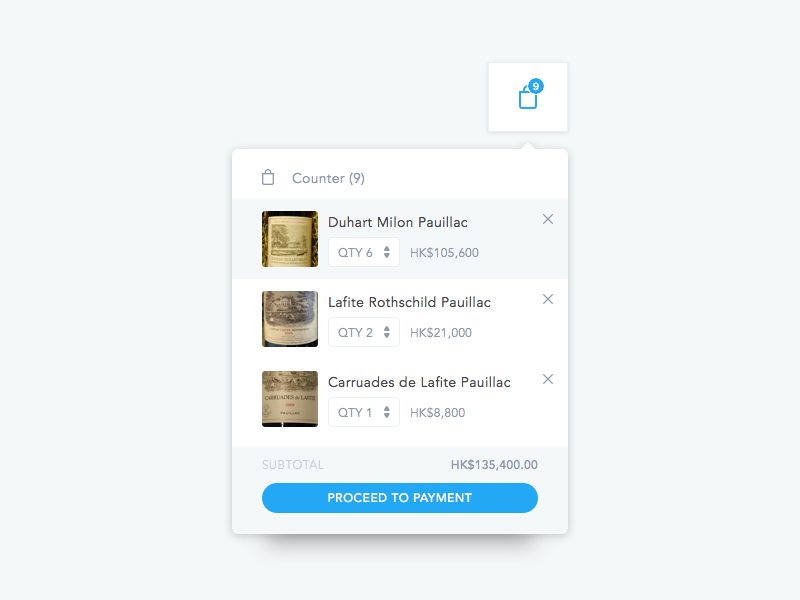 9
Counter (9)
Duhart Milon Pauillac
QTY 6
HK$105,600
Lafite Rothschild Pauillac
QTY 2
HK$21,000
CARRUADES de LAFITE
PAUILLAC
Carruades de Lafite Pauillac
QTY 1
HK$8,800
SUBTOTAL
HK$135,400.00
PROCEED TO PAYMENT